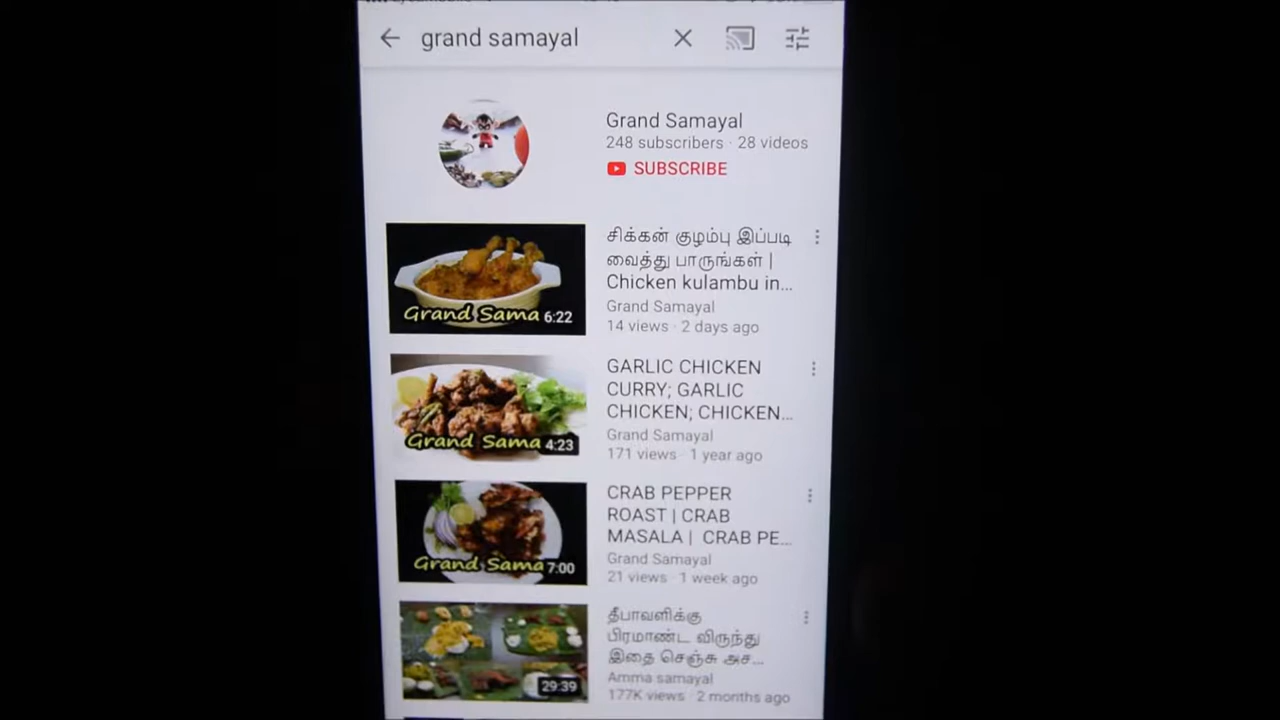 grand samayal
Grand Samayal
248 subscribers · 28 videos
SUBSCRIBE
சிக்கன் குழம்பு இப்படி
வைத்து பாருங்கள் |
Chicken kulambu in...
Grand Samayal
14 views · 2 days ago
Grand Sama 6:22
GARLIC CHICKEN
CURRY; GARLIC
CHICKEN; CHICKEN...
Grand Samayal
171 views · 1 year ago
Grand Sama 4:23
CRAB PEPPER
ROAST | CRAB
MASALA | CRAB PE...
Grand Samayal
21 views · 1 week ago
Grand Sama 7:00
தீபாவளிக்கு
பிரமாண்ட விருந்து
இதை செஞ்சு அச...
Amma samayal
177K views · 2 months ago
29:39